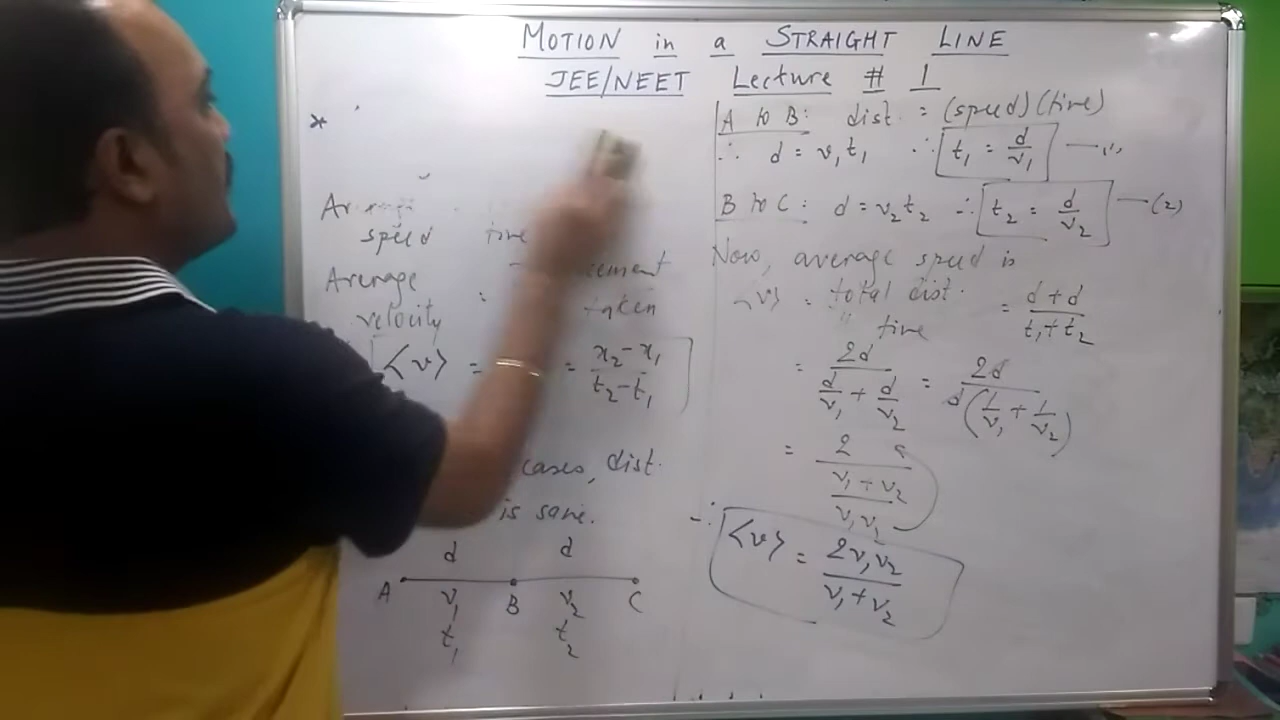 MOTION in a STRAIGHT LINE
JEE/NEET Lecture # 1
*
speed time
Average
velocity : taken
<v> = = x₂-x₁/t₂-t₁
cases, dist.
is same.
d d
A B C
v₁ v₂
t₁ t₂
A to B: dist. = (speed)(time)
∴ d = v₁t₁ ∴ t₁ = d/v₁ —(1)
B to C: d = v₂t₂ ∴ t₂ = d/v₂ —(2)
Now, average speed is
<v> = total dist./" time = d+d/t₁+t₂
= 2d/(d/v₁ + d/v₂) = 2d/d(1/v₁ + 1/v₂)
= 2/(v₁+v₂/v₁v₂)
∴ <v> = 2v₁v₂/v₁+v₂